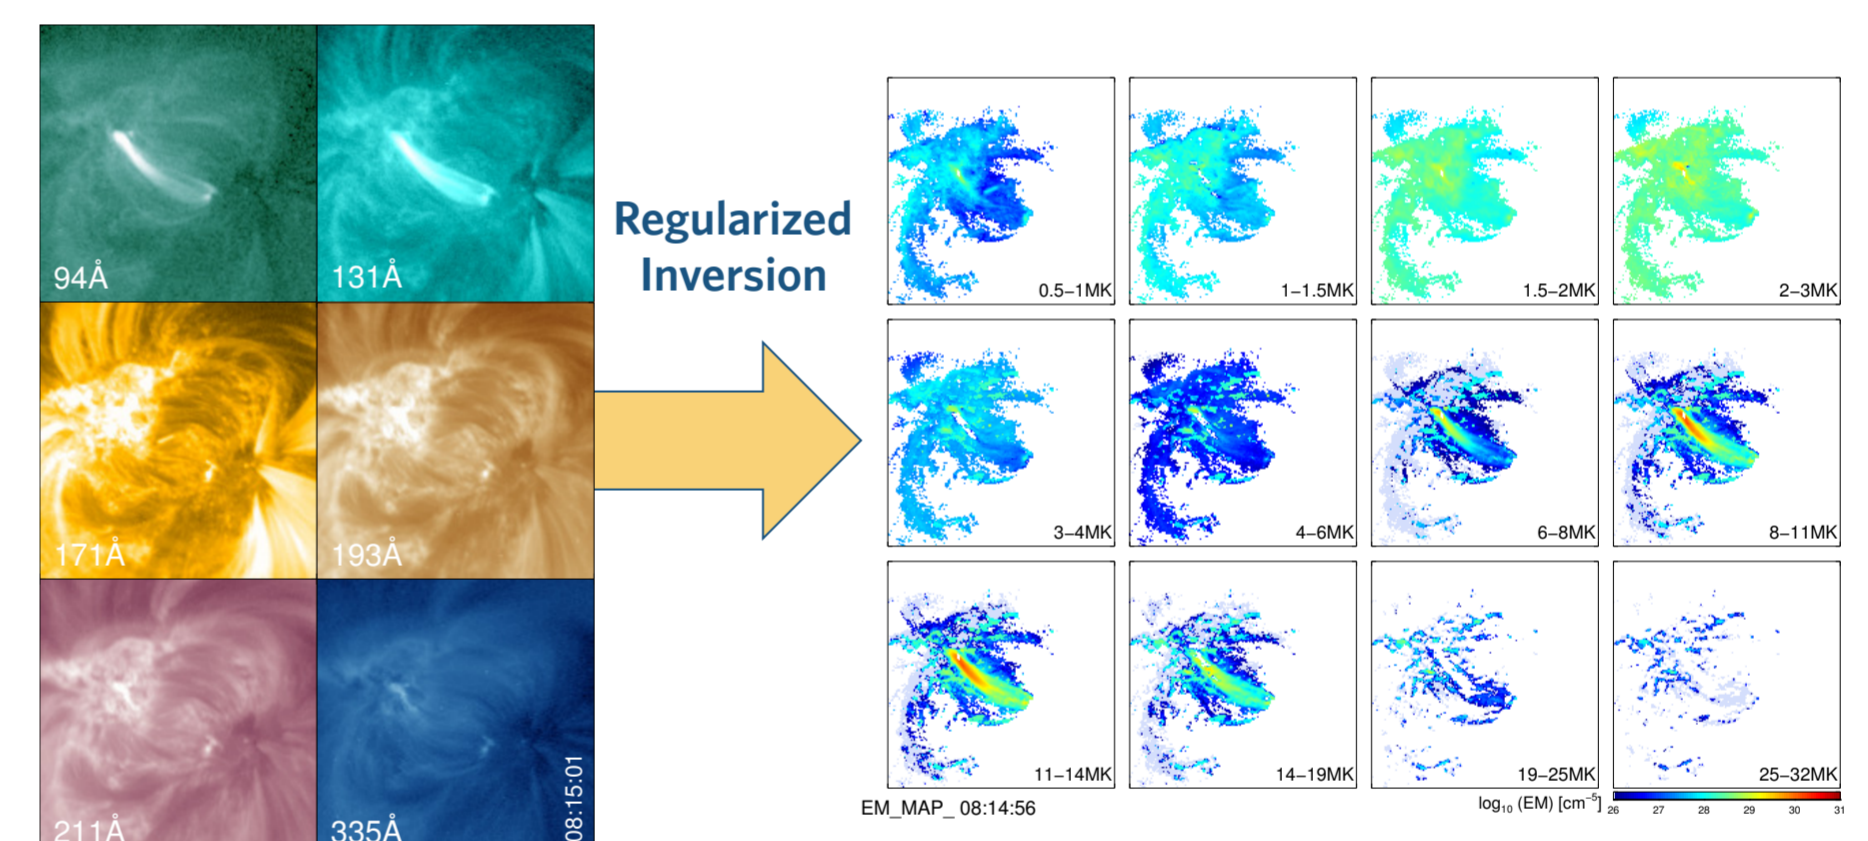 94Å
131Å
171Å
193Å
211Å
335Å
08:15:01
Regularized
Inversion
0.5−1MK
1−1.5MK
1.5−2MK
2−3MK
3−4MK
4−6MK
6−8MK
8−11MK
11−14MK
14−19MK
19−25MK
25−32MK
EM_MAP_ 08:14:56
log₁₀ (EM) [cm⁻⁵]
26 27 28 29 30 31